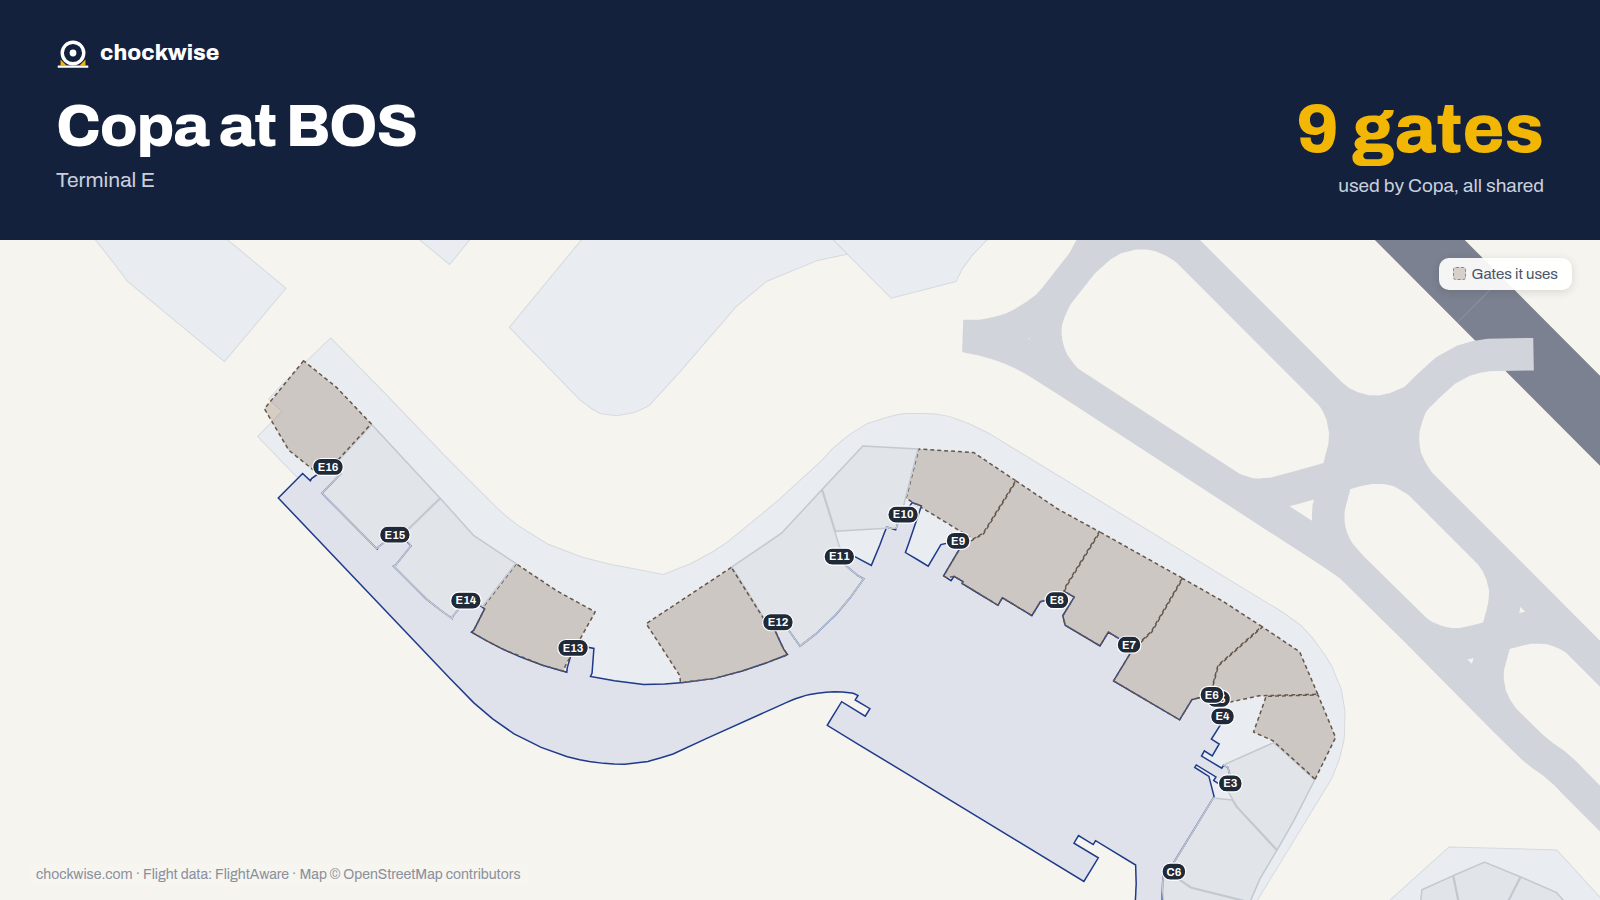 chockwise
Copa at BOS
Terminal E
9 gates
used by Copa, all shared
Gates it uses
E16
E15
E14
E13
E12
E11
E10
E9
E8
E7
E6
E4
E3
C6
chockwise.com · Flight data: FlightAware · Map © OpenStreetMap contributors